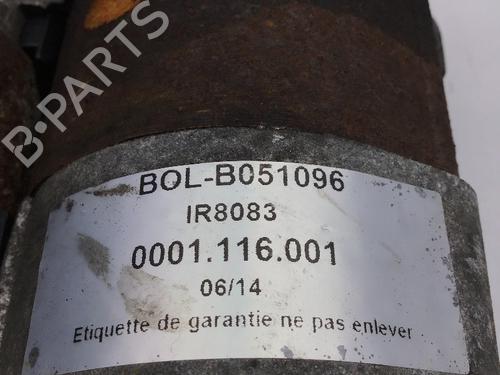 B-PARTS
BOL-B051096
IR8083
0001.116.001
06/14
Etiquette de garantie ne pas enlever